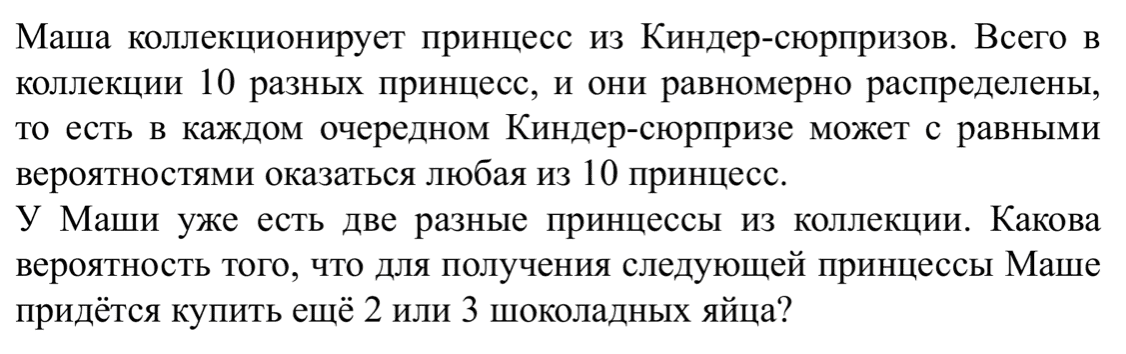 Маша коллекционирует принцесс из Киндер-сюрпризов. Всего в
коллекции 10 разных принцесс, и они равномерно распределены,
то есть в каждом очередном Киндер-сюрпризе может с равными
вероятностями оказаться любая из 10 принцесс.
У Маши уже есть две разные принцессы из коллекции. Какова
вероятность того, что для получения следующей принцессы Маше
придётся купить ещё 2 или 3 шоколадных яйца?